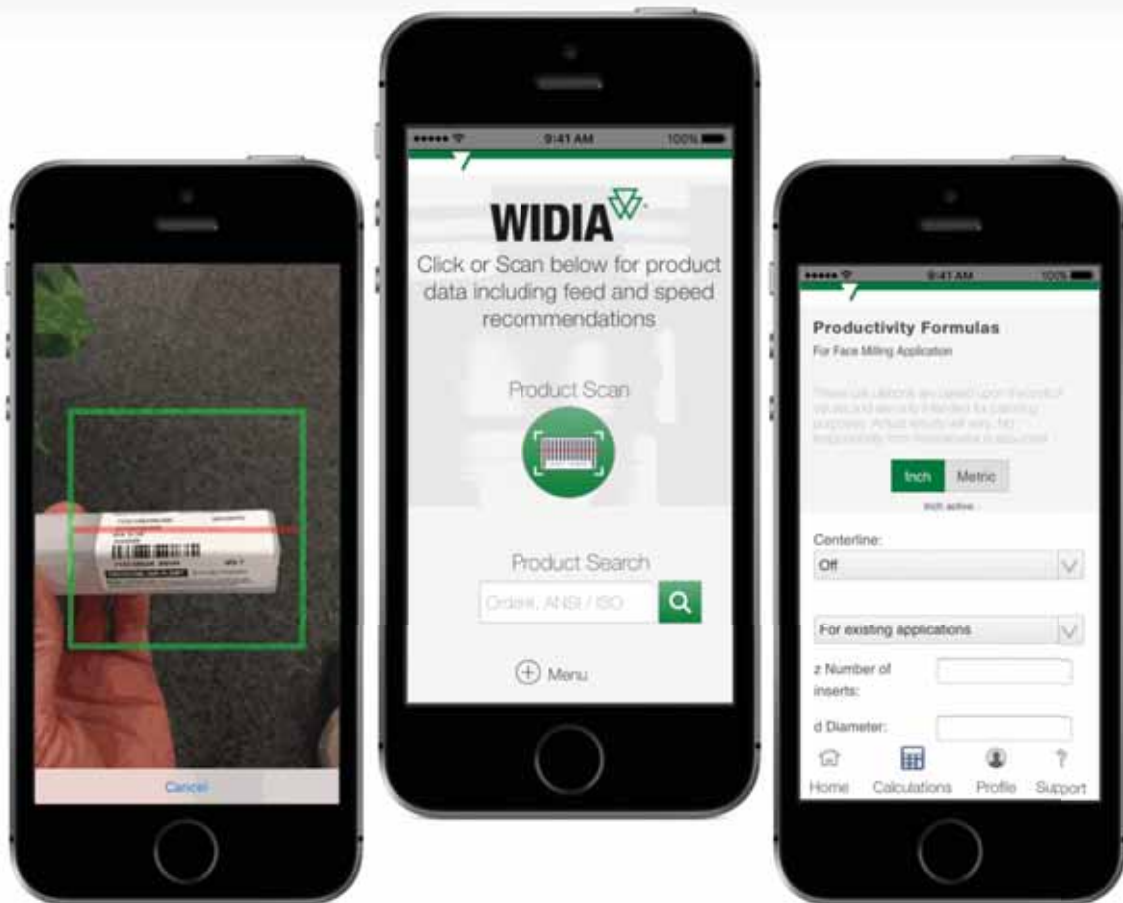 Cancel
9:41 AM 100%
WIDIA
Click or Scan below for product
data including feed and speed
recommendations
Product Scan
Product Search
Order#, ANSI / ISO
Menu
9:41 AM 100%
Productivity Formulas
For Face Milling Application
Inch Metric
Inch active
Centerline:
Off
For existing applications
z Number of
inserts:
d Diameter:
Home Calculations Profile Support